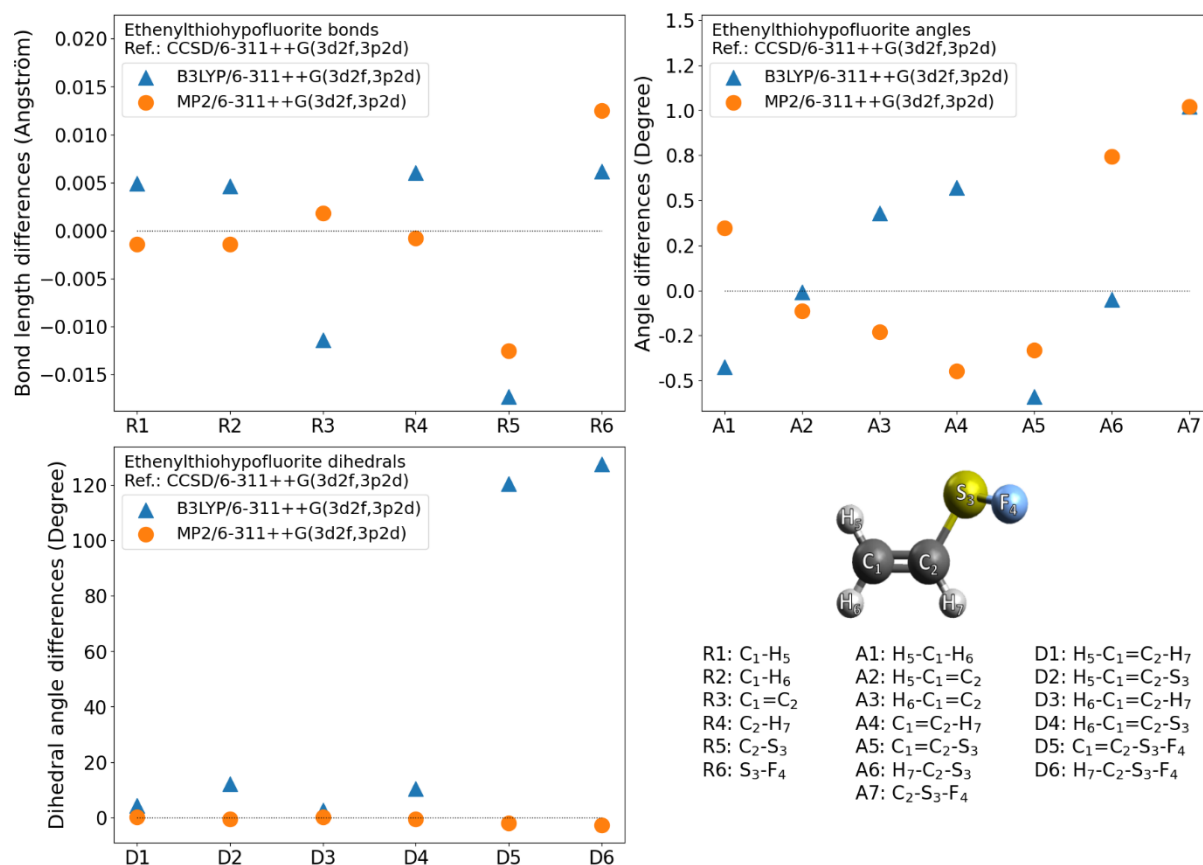 Ethenylthiohypofluorite bonds
Ref.: CCSD/6-311++G(3d2f,3p2d)
B3LYP/6-311++G(3d2f,3p2d)
MP2/6-311++G(3d2f,3p2d)
Bond length differences (Angström)
0.020
0.015
0.010
0.005
0.000
−0.005
−0.010
−0.015
R1 R2 R3 R4 R5 R6
Ethenylthiohypofluorite angles
Ref.: CCSD/6-311++G(3d2f,3p2d)
B3LYP/6-311++G(3d2f,3p2d)
MP2/6-311++G(3d2f,3p2d)
Angle differences (Degree)
1.5
1.2
1.0
0.8
0.5
0.2
0.0
-0.2
-0.5
A1 A2 A3 A4 A5 A6 A7
Ethenylthiohypofluorite dihedrals
Ref.: CCSD/6-311++G(3d2f,3p2d)
B3LYP/6-311++G(3d2f,3p2d)
MP2/6-311++G(3d2f,3p2d)
Dihedral angle differences (Degree)
120
100
80
60
40
20
0
D1 D2 D3 D4 D5 D6
S₃ F₄
H₅
C₁ C₂
H₆ H₇
R1: C₁-H₅ A1: H₅-C₁-H₆ D1: H₅-C₁=C₂-H₇
R2: C₁-H₆ A2: H₅-C₁=C₂ D2: H₅-C₁=C₂-S₃
R3: C₁=C₂ A3: H₆-C₁=C₂ D3: H₆-C₁=C₂-H₇
R4: C₂-H₇ A4: C₁=C₂-H₇ D4: H₆-C₁=C₂-S₃
R5: C₂-S₃ A5: C₁=C₂-S₃ D5: C₁=C₂-S₃-F₄
R6: S₃-F₄ A6: H₇-C₂-S₃ D6: H₇-C₂-S₃-F₄
A7: C₂-S₃-F₄